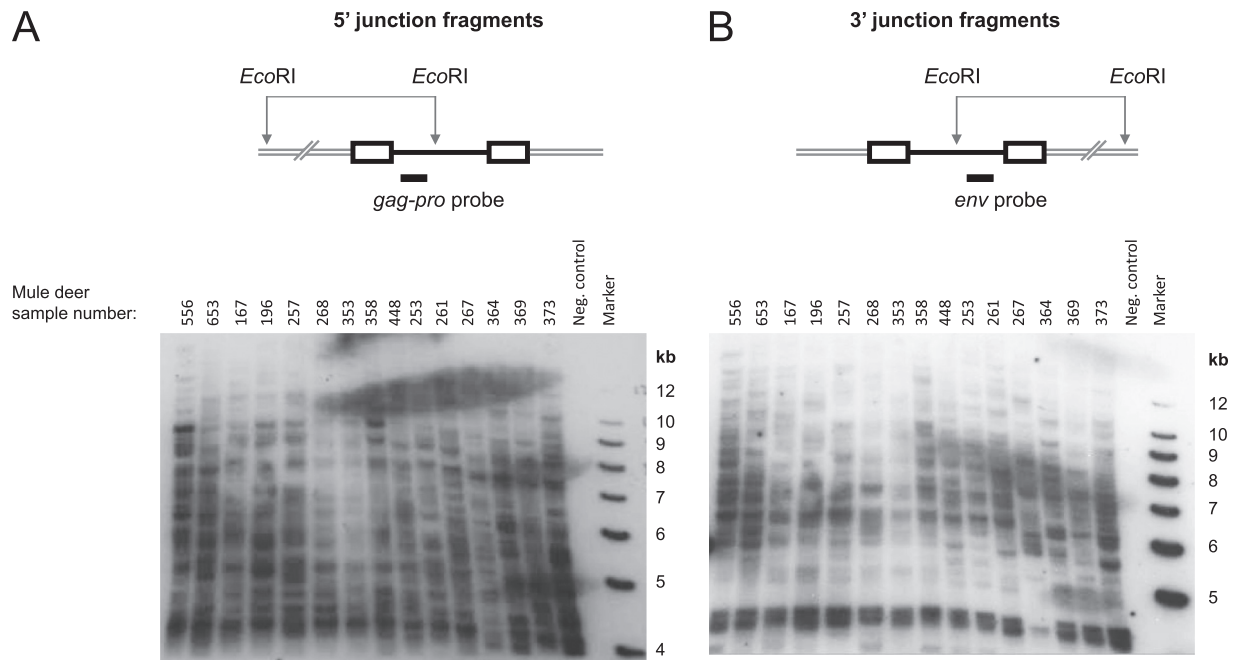 A
5' junction fragments
EcoRI EcoRI
gag-pro probe
Mule deer
sample number:
556 653 167 196 257 268 353 358 448 253 261 267 364 369 373 Neg. control Marker
kb
12
10
9
8
7
6
5
4
B
3' junction fragments
EcoRI EcoRI
env probe
556 653 167 196 257 268 353 358 448 253 261 267 364 369 373 Neg. control Marker
kb
12
10
9
8
7
6
5